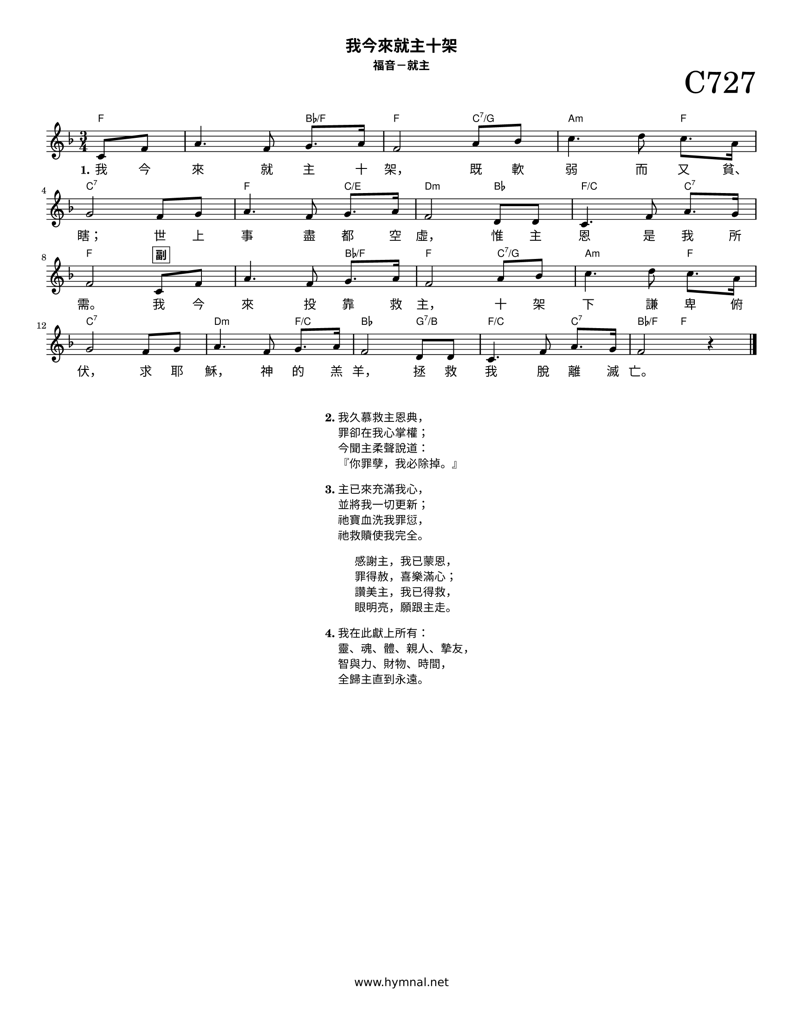 我今來就主十架
福音－就主
C727
F B♭/F F C7/G Am F
1. 我 今 來 就 主 十 架， 既 軟 弱 而 又 貧、
4 C7 F C/E Dm B♭ F/C C7
瞎； 世 上 事 盡 都 空 虛， 惟 主 恩 是 我 所
8 F 副 B♭/F F C7/G Am F
需。 我 今 來 投 靠 救 主， 十 架 下 謙 卑 俯
12 C7 Dm F/C B♭ G7/B F/C C7 B♭/F F
伏， 求 耶 穌， 神 的 羔 羊， 拯 救 我 脫 離 滅 亡。
2. 我久慕救主恩典，
罪卻在我心掌權；
今聞主柔聲說道：
『你罪孽，我必除掉。』
3. 主已來充滿我心，
並將我一切更新；
祂寶血洗我罪愆，
祂救贖使我完全。
感謝主，我已蒙恩，
罪得赦，喜樂滿心；
讚美主，我已得救，
眼明亮，願跟主走。
4. 我在此獻上所有：
靈、魂、體、親人、摯友，
智與力、財物、時間，
全歸主直到永遠。
www.hymnal.net